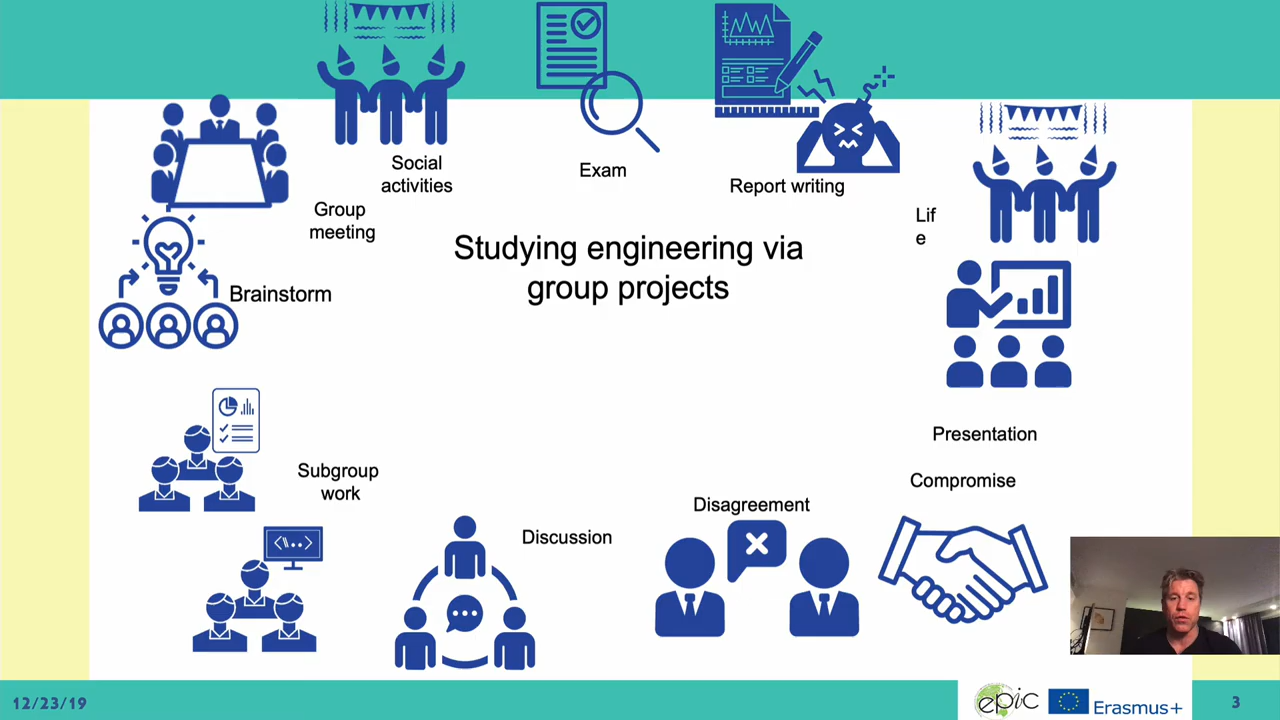 Social
activities
Exam
Report writing
Group
meeting
Lif
e
Studying engineering via
group projects
Brainstorm
Presentation
Subgroup
work
Compromise
Disagreement
Discussion
<\..>
12/23/19
epic
Erasmus+
3